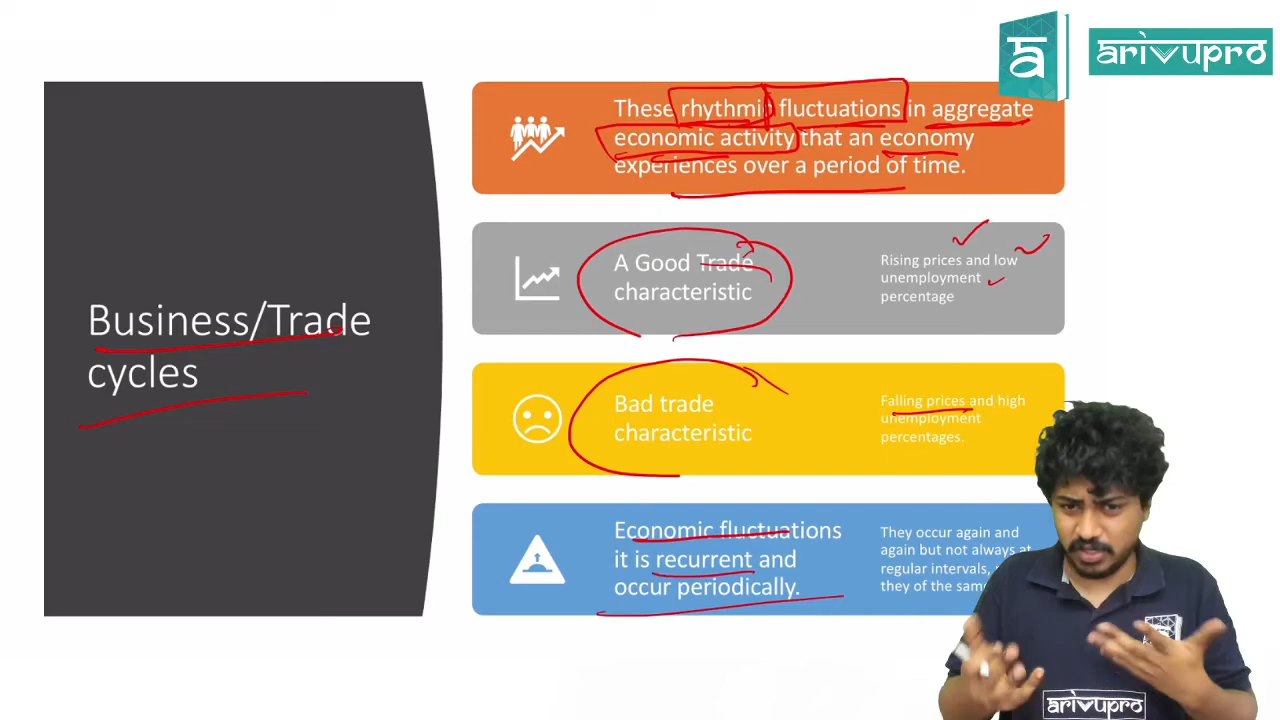 arivupro
Business/Trade
cycles
These rhythmic fluctuations in aggregate
economic activity that an economy
experiences over a period of time.
A Good Trade
characteristic
Rising prices and low
unemployment
percentage
Bad trade
characteristic
Falling prices and high
unemployment
percentages.
Economic fluctuations
it is recurrent and
occur periodically.
They occur again and
again but not always at
regular intervals,
they of the
arivupro